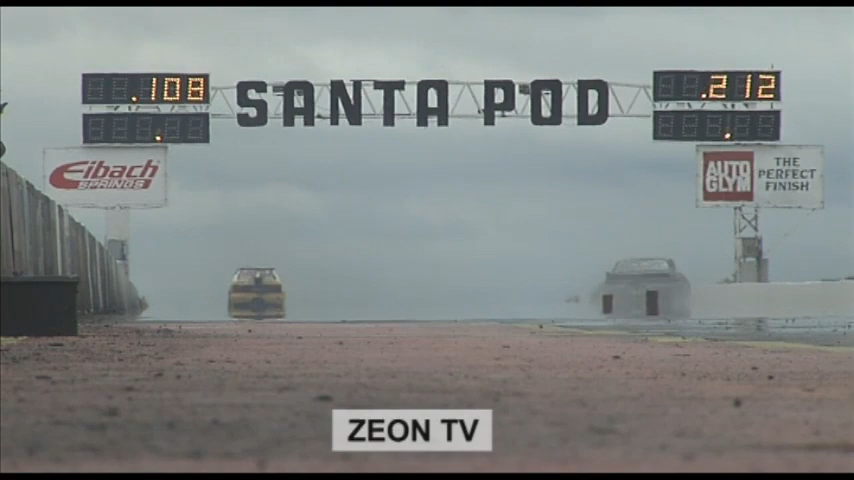 .108
SANTA POD
.212
.
.
Eibach
SPRINGS
AUTO
GLYM
THE
PERFECT
FINISH
ZEON TV